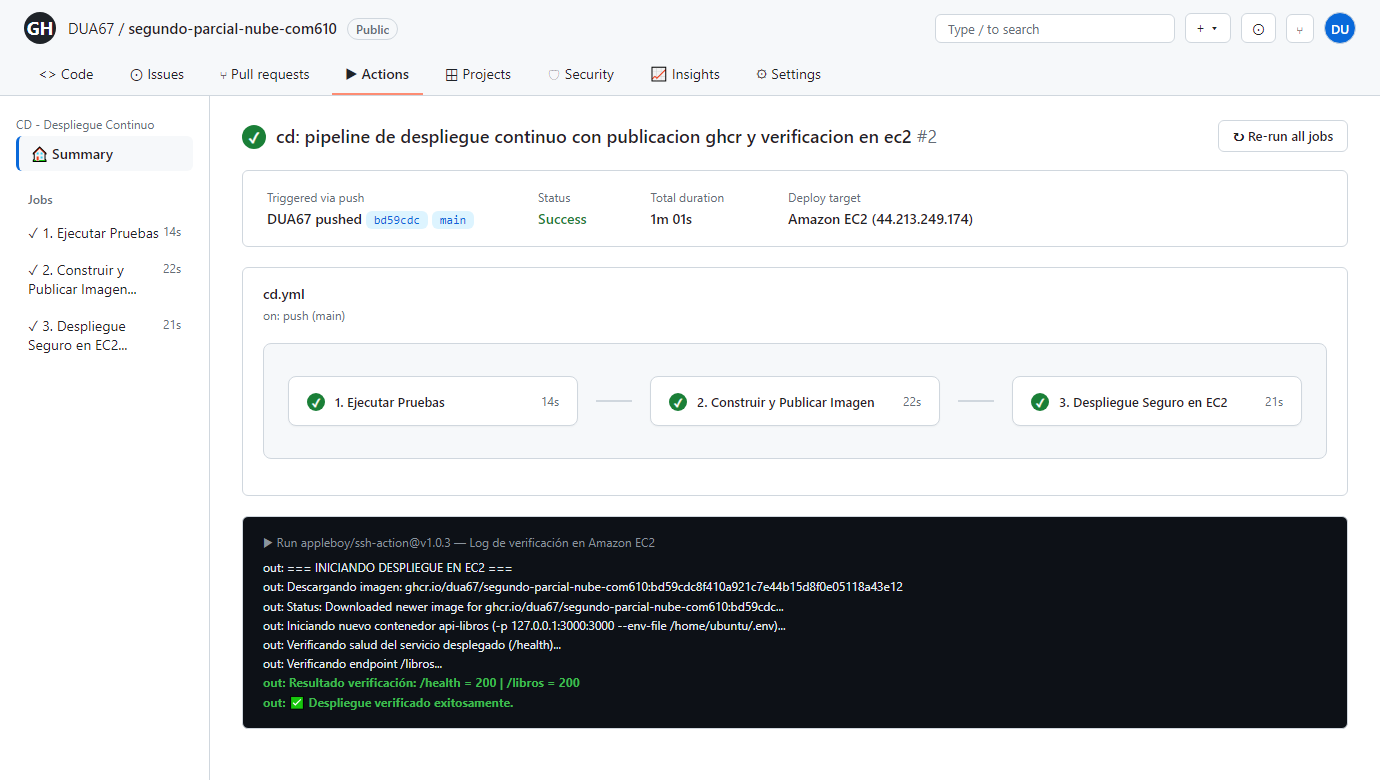 GH DUA67 / segundo-parcial-nube-com610 Public Type / to search + DU
<> Code Issues Pull requests Actions Projects Security Insights Settings
CD - Despliegue Continuo
Summary
Jobs
✓ 1. Ejecutar Pruebas 14s
✓ 2. Construir y 22s
Publicar Imagen...
✓ 3. Despliegue 21s
Seguro en EC2...
cd: pipeline de despliegue continuo con publicacion ghcr y verificacion en ec2 #2
↻ Re-run all jobs
Triggered via push Status Total duration Deploy target
DUA67 pushed bd59cdc main Success 1m 01s Amazon EC2 (44.213.249.174)
cd.yml
on: push (main)
1. Ejecutar Pruebas 14s 2. Construir y Publicar Imagen 22s 3. Despliegue Seguro en EC2 21s
▶ Run appleboy/ssh-action@v1.0.3 — Log de verificación en Amazon EC2
out: === INICIANDO DESPLIEGUE EN EC2 ===
out: Descargando imagen: ghcr.io/dua67/segundo-parcial-nube-com610:bd59cdc8f410a921c7e44b15d8f0e05118a43e12
out: Status: Downloaded newer image for ghcr.io/dua67/segundo-parcial-nube-com610:bd59cdc...
out: Iniciando nuevo contenedor api-libros (-p 127.0.0.1:3000:3000 --env-file /home/ubuntu/.env)...
out: Verificando salud del servicio desplegado (/health)...
out: Verificando endpoint /libros...
out: Resultado verificación: /health = 200 | /libros = 200
out: ✅ Despliegue verificado exitosamente.